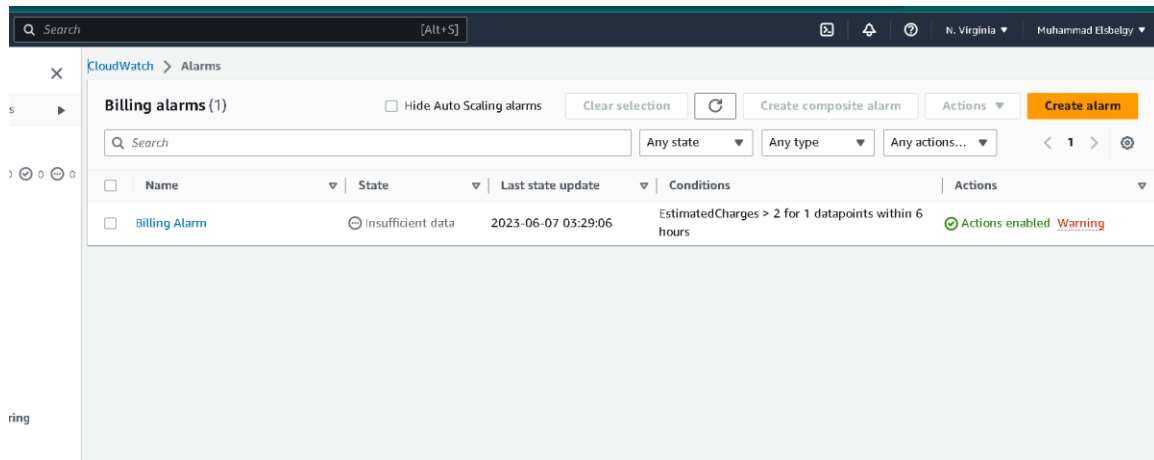 Search [Alt+S] N. Virginia ▼ Muhammad Elsbelgy ▼
CloudWatch > Alarms
s
Billing alarms (1) Hide Auto Scaling alarms Clear selection Create composite alarm Actions ▼ Create alarm
Search Any state ▼ Any type ▼ Any actions... ▼ < 1 >
0 0
Name State Last state update Conditions Actions
Billing Alarm Insufficient data 2023-06-07 03:29:06 EstimatedCharges > 2 for 1 datapoints within 6 Actions enabled Warning
hours
ring